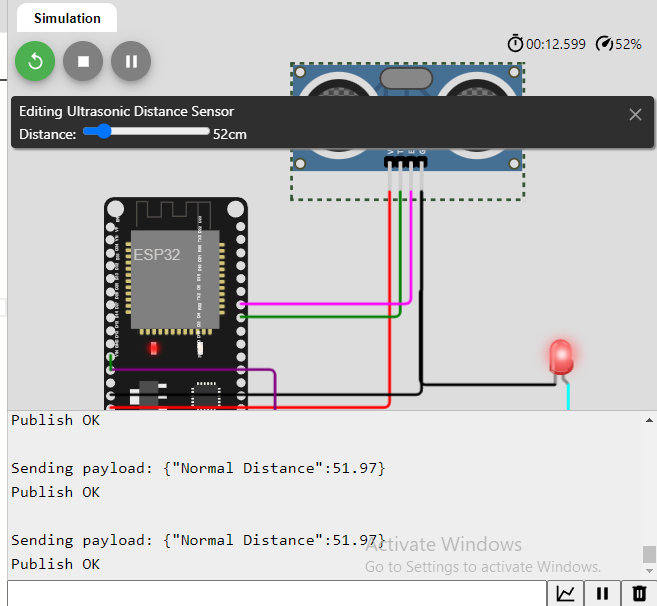 Simulation
00:12.599 52%
Editing Ultrasonic Distance Sensor
Distance: 52cm
ESP32
Publish OK
Sending payload: {"Normal Distance":51.97}
Publish OK
Sending payload: {"Normal Distance":51.97}
Publish OK
Activate Windows
Go to Settings to activate Windows.